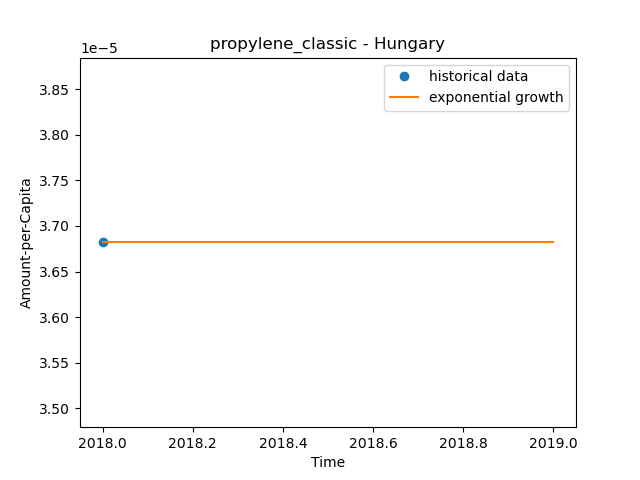 propylene_classic - Hungary
1e−5
historical data
exponential growth
3.85
3.80
3.75
3.70
3.65
3.60
3.55
3.50
Amount-per-Capita
2018.0 2018.2 2018.4 2018.6 2018.8 2019.0
Time